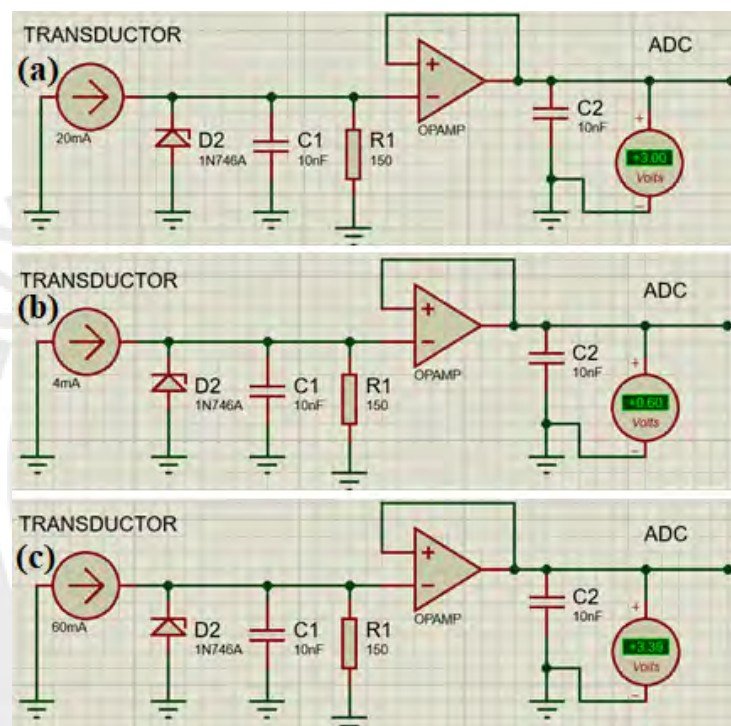 TRANSDUCTOR
ADC
(a)
+
-
20mA
D2
1N746A
C1
10nF
R1
150
OPAMP
C2
10nF
+
+3.00
Volts
-
TRANSDUCTOR
ADC
(b)
+
-
4mA
D2
1N746A
C1
10nF
R1
150
OPAMP
C2
10nF
+
+0.60
Volts
-
TRANSDUCTOR
ADC
(c)
+
-
60mA
D2
1N746A
C1
10nF
R1
150
OPAMP
C2
10nF
+
Volts
-